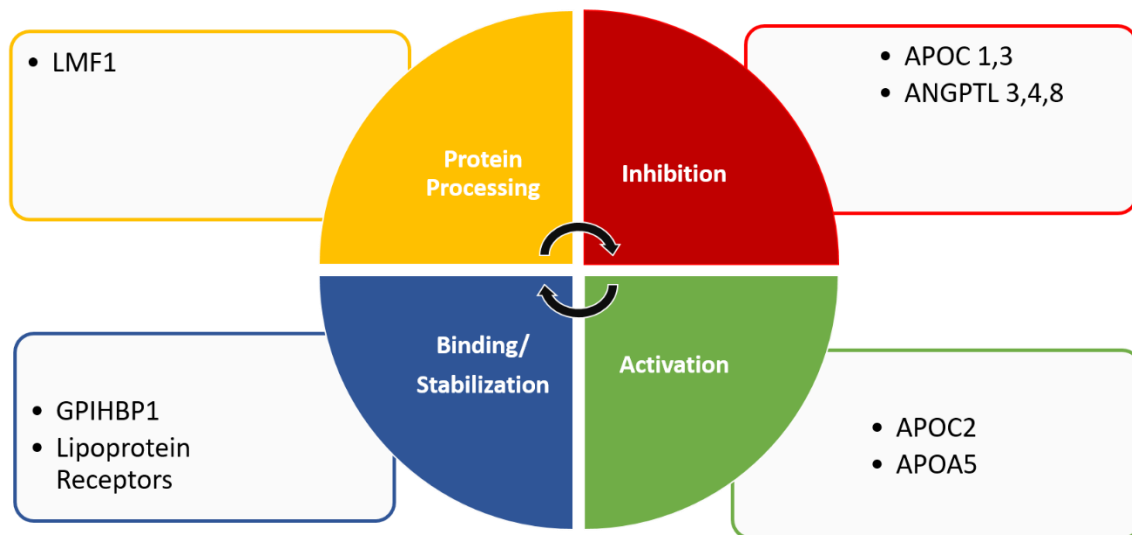 • LMF1
Protein
Processing
Inhibition
• APOC 1,3
• ANGPTL 3,4,8
Binding/
Stabilization
• GPIHBP1
• Lipoprotein
Receptors
Activation
• APOC2
• APOA5